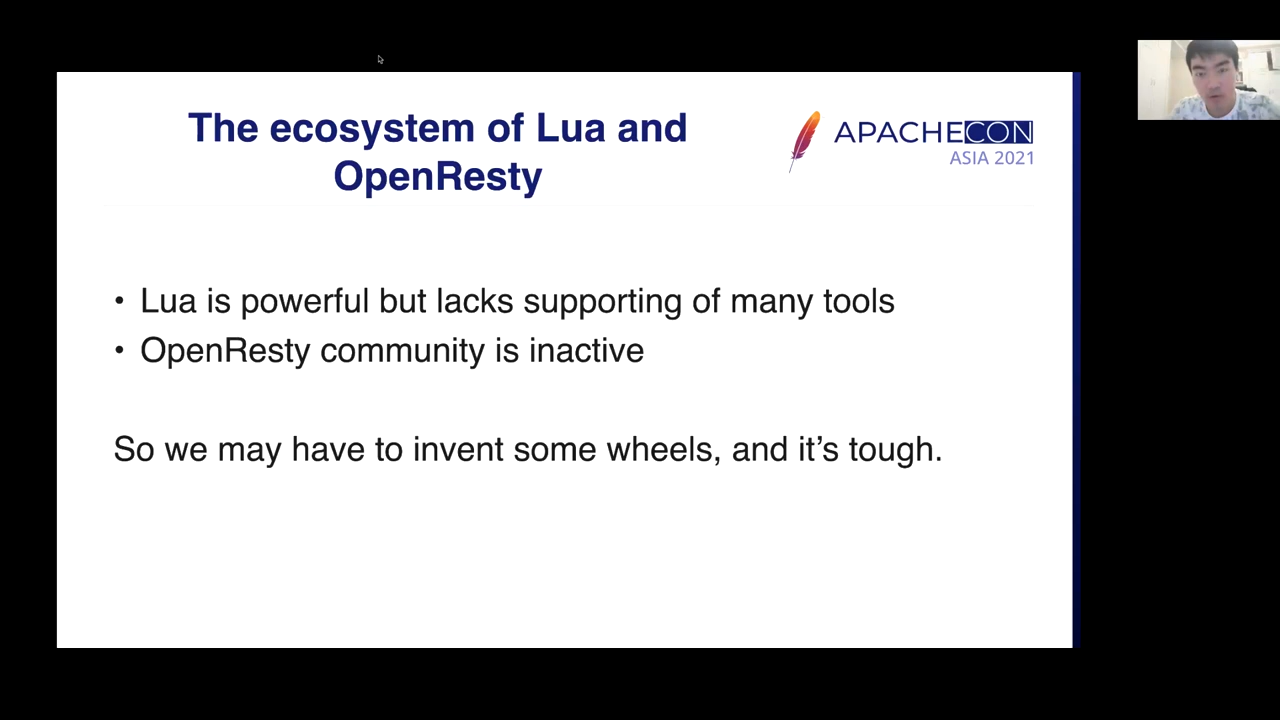 The ecosystem of Lua and
OpenResty
APACHECON
ASIA 2021
• Lua is powerful but lacks supporting of many tools
• OpenResty community is inactive
So we may have to invent some wheels, and it’s tough.